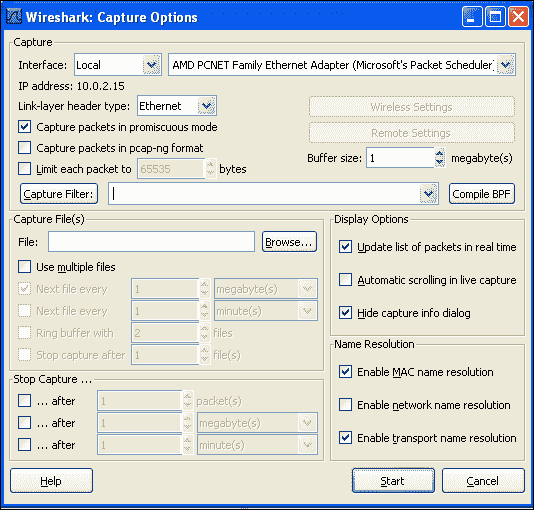 Wireshark: Capture Options
Capture
Interface: Local AMD PCNET Family Ethernet Adapter (Microsoft's Packet Scheduler)
IP address: 10.0.2.15
Link-layer header type: Ethernet
Wireless Settings
Capture packets in promiscuous mode
Remote Settings
Capture packets in pcap-ng format
Buffer size: 1 megabyte(s)
Limit each packet to 65535 bytes
Capture Filter: Compile BPF
Capture File(s)
File: Browse...
Use multiple files
Next file every 1 megabyte(s)
Next file every 1 minute(s)
Ring buffer with 2 files
Stop capture after 1 file(s)
Display Options
Update list of packets in real time
Automatic scrolling in live capture
Hide capture info dialog
Stop Capture ...
... after 1 packet(s)
... after 1 megabyte(s)
... after 1 minute(s)
Name Resolution
Enable MAC name resolution
Enable network name resolution
Enable transport name resolution
Help Start Cancel